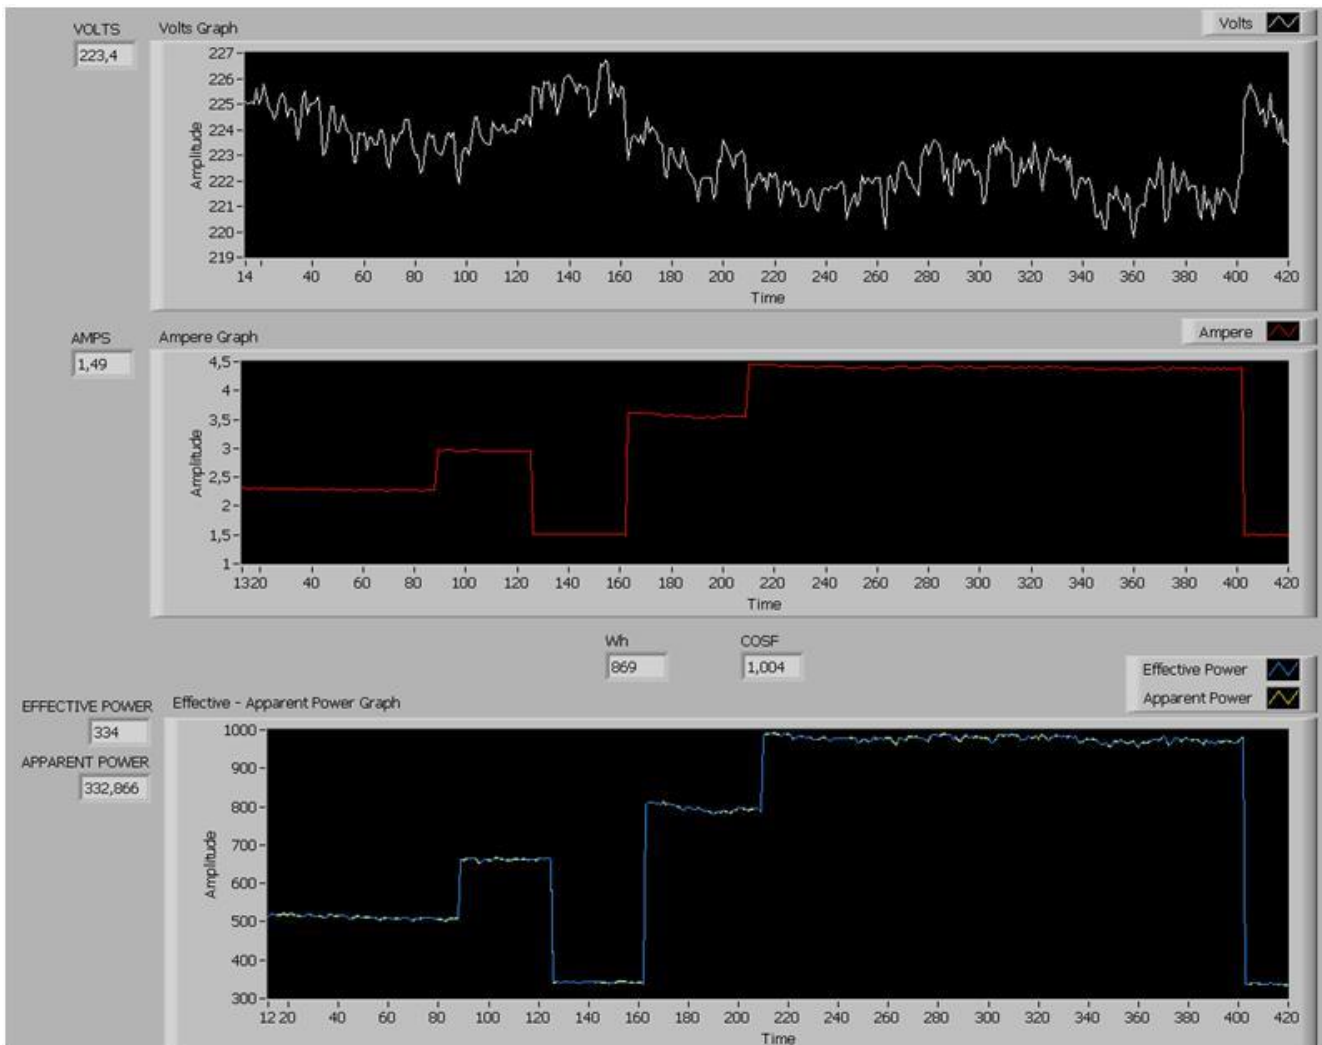 VOLTS
223,4
Volts Graph
Volts
Amplitude
227
226
225
224
223
222
221
220
219
14 40 60 80 100 120 140 160 180 200 220 240 260 280 300 320 340 360 380 400 420
Time
AMPS
1,49
Ampere Graph
Ampere
Amplitude
4,5
4
3,5
3
2,5
2
1,5
1
1320 40 60 80 100 120 140 160 180 200 220 240 260 280 300 320 340 360 380 400 420
Time
Wh
869
COSF
1,004
Effective Power
Apparent Power
EFFECTIVE POWER
334
APPARENT POWER
332,866
Effective - Apparent Power Graph
Amplitude
1000
900
800
700
600
500
400
300
12 20 40 60 80 100 120 140 160 180 200 220 240 260 280 300 320 340 360 380 400 420
Time